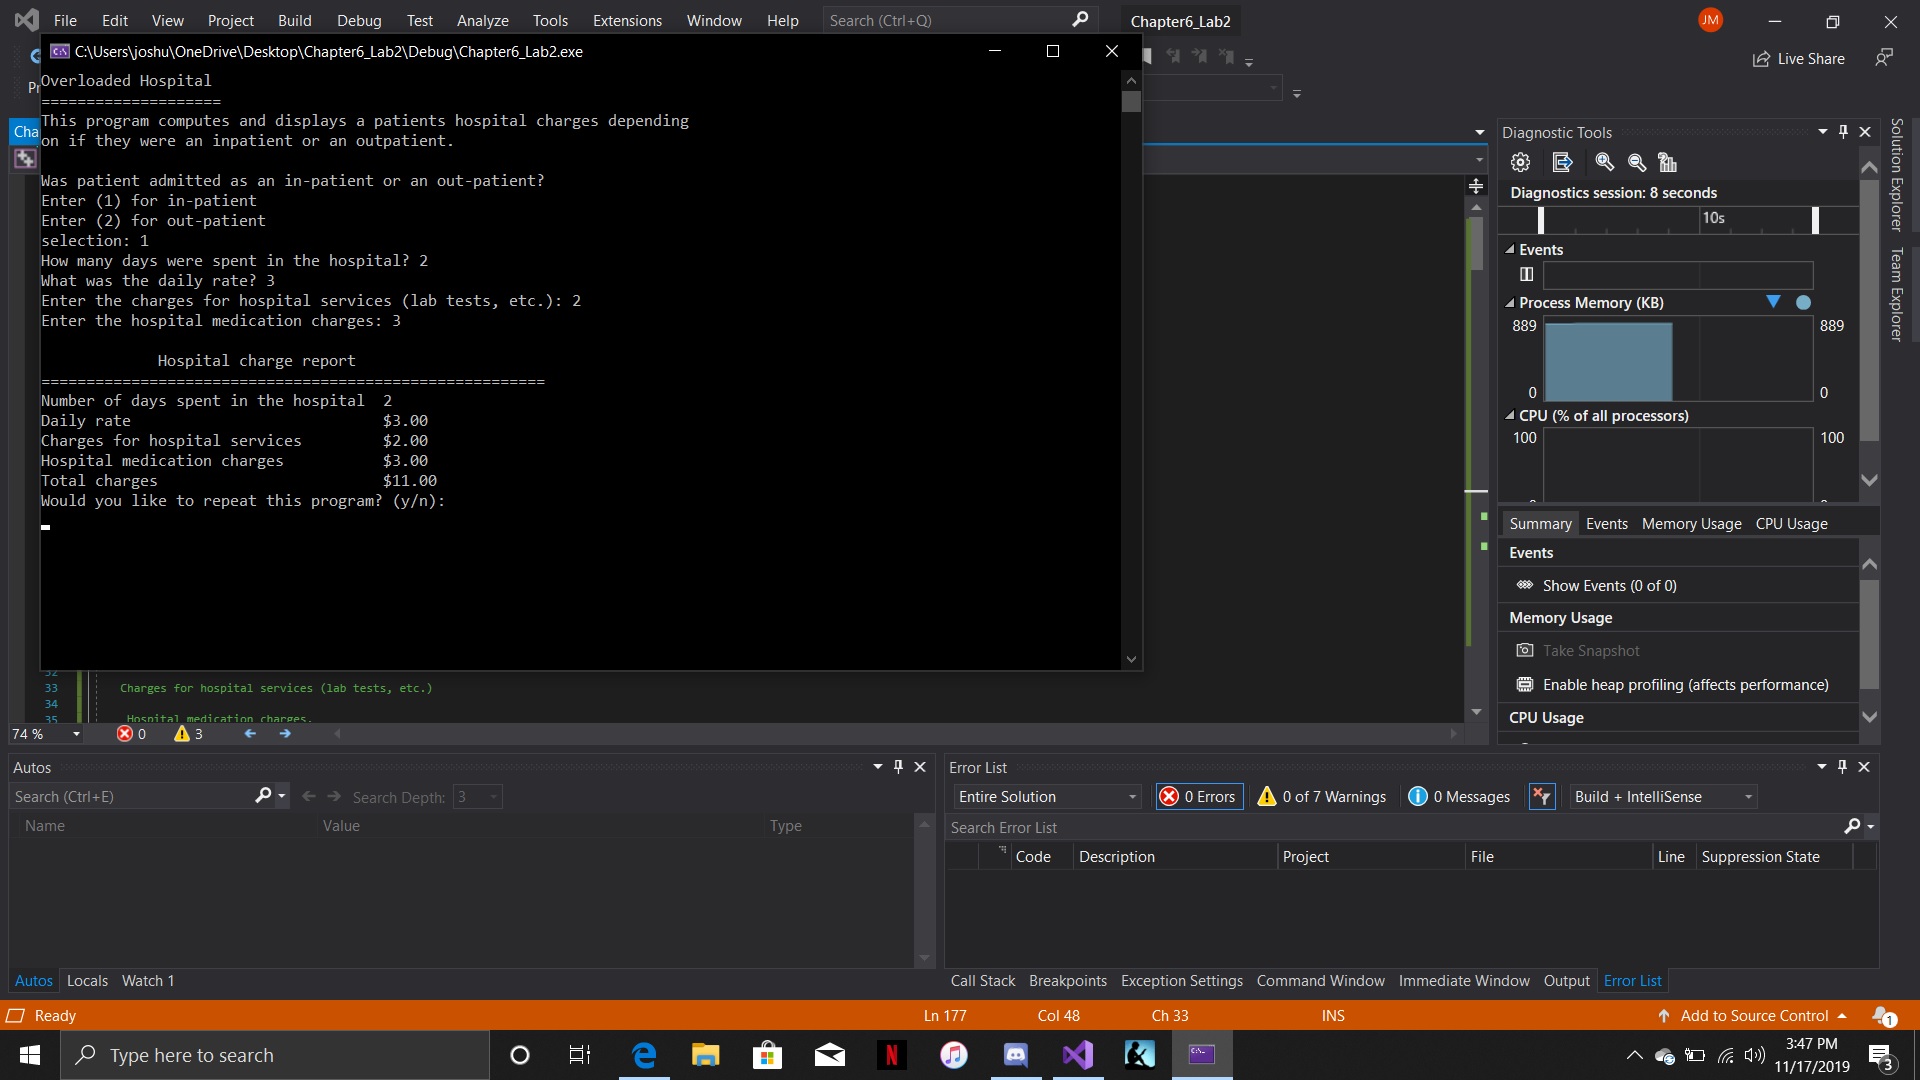 File Edit View Project Build Debug Test Analyze Tools Extensions Window Help Search (Ctrl+Q) Chapter6_Lab2 JM
C:\Users\joshu\OneDrive\Desktop\Chapter6_Lab2\Debug\Chapter6_Lab2.exe
Live Share
Pr
Cha
Overloaded Hospital
====================
This program computes and displays a patients hospital charges depending
on if they were an inpatient or an outpatient.
Was patient admitted as an in-patient or an out-patient?
Enter (1) for in-patient
Enter (2) for out-patient
selection: 1
How many days were spent in the hospital? 2
What was the daily rate? 3
Enter the charges for hospital services (lab tests, etc.): 2
Enter the hospital medication charges: 3
Hospital charge report
========================================================
Number of days spent in the hospital 2
Daily rate $3.00
Charges for hospital services $2.00
Hospital medication charges $3.00
Total charges $11.00
Would you like to repeat this program? (y/n):
32
33 Charges for hospital services (lab tests, etc.)
34
35 Hospital medication charges.
74 % 0 3
Diagnostic Tools
Diagnostics session: 8 seconds
10s
Events
Process Memory (KB)
889 889
0 0
CPU (% of all processors)
100 100
Summary Events Memory Usage CPU Usage
Events
Show Events (0 of 0)
Memory Usage
Take Snapshot
Enable heap profiling (affects performance)
CPU Usage
Solution Explorer
Team Explorer
Autos
Search (Ctrl+E) Search Depth: 3
Name Value Type
Autos Locals Watch 1
Error List
Entire Solution 0 Errors 0 of 7 Warnings 0 Messages Build + IntelliSense
Search Error List
Code Description Project File Line Suppression State
Call Stack Breakpoints Exception Settings Command Window Immediate Window Output Error List
Ready Ln 177 Col 48 Ch 33 INS Add to Source Control 1
Type here to search
3:47 PM
11/17/2019
3